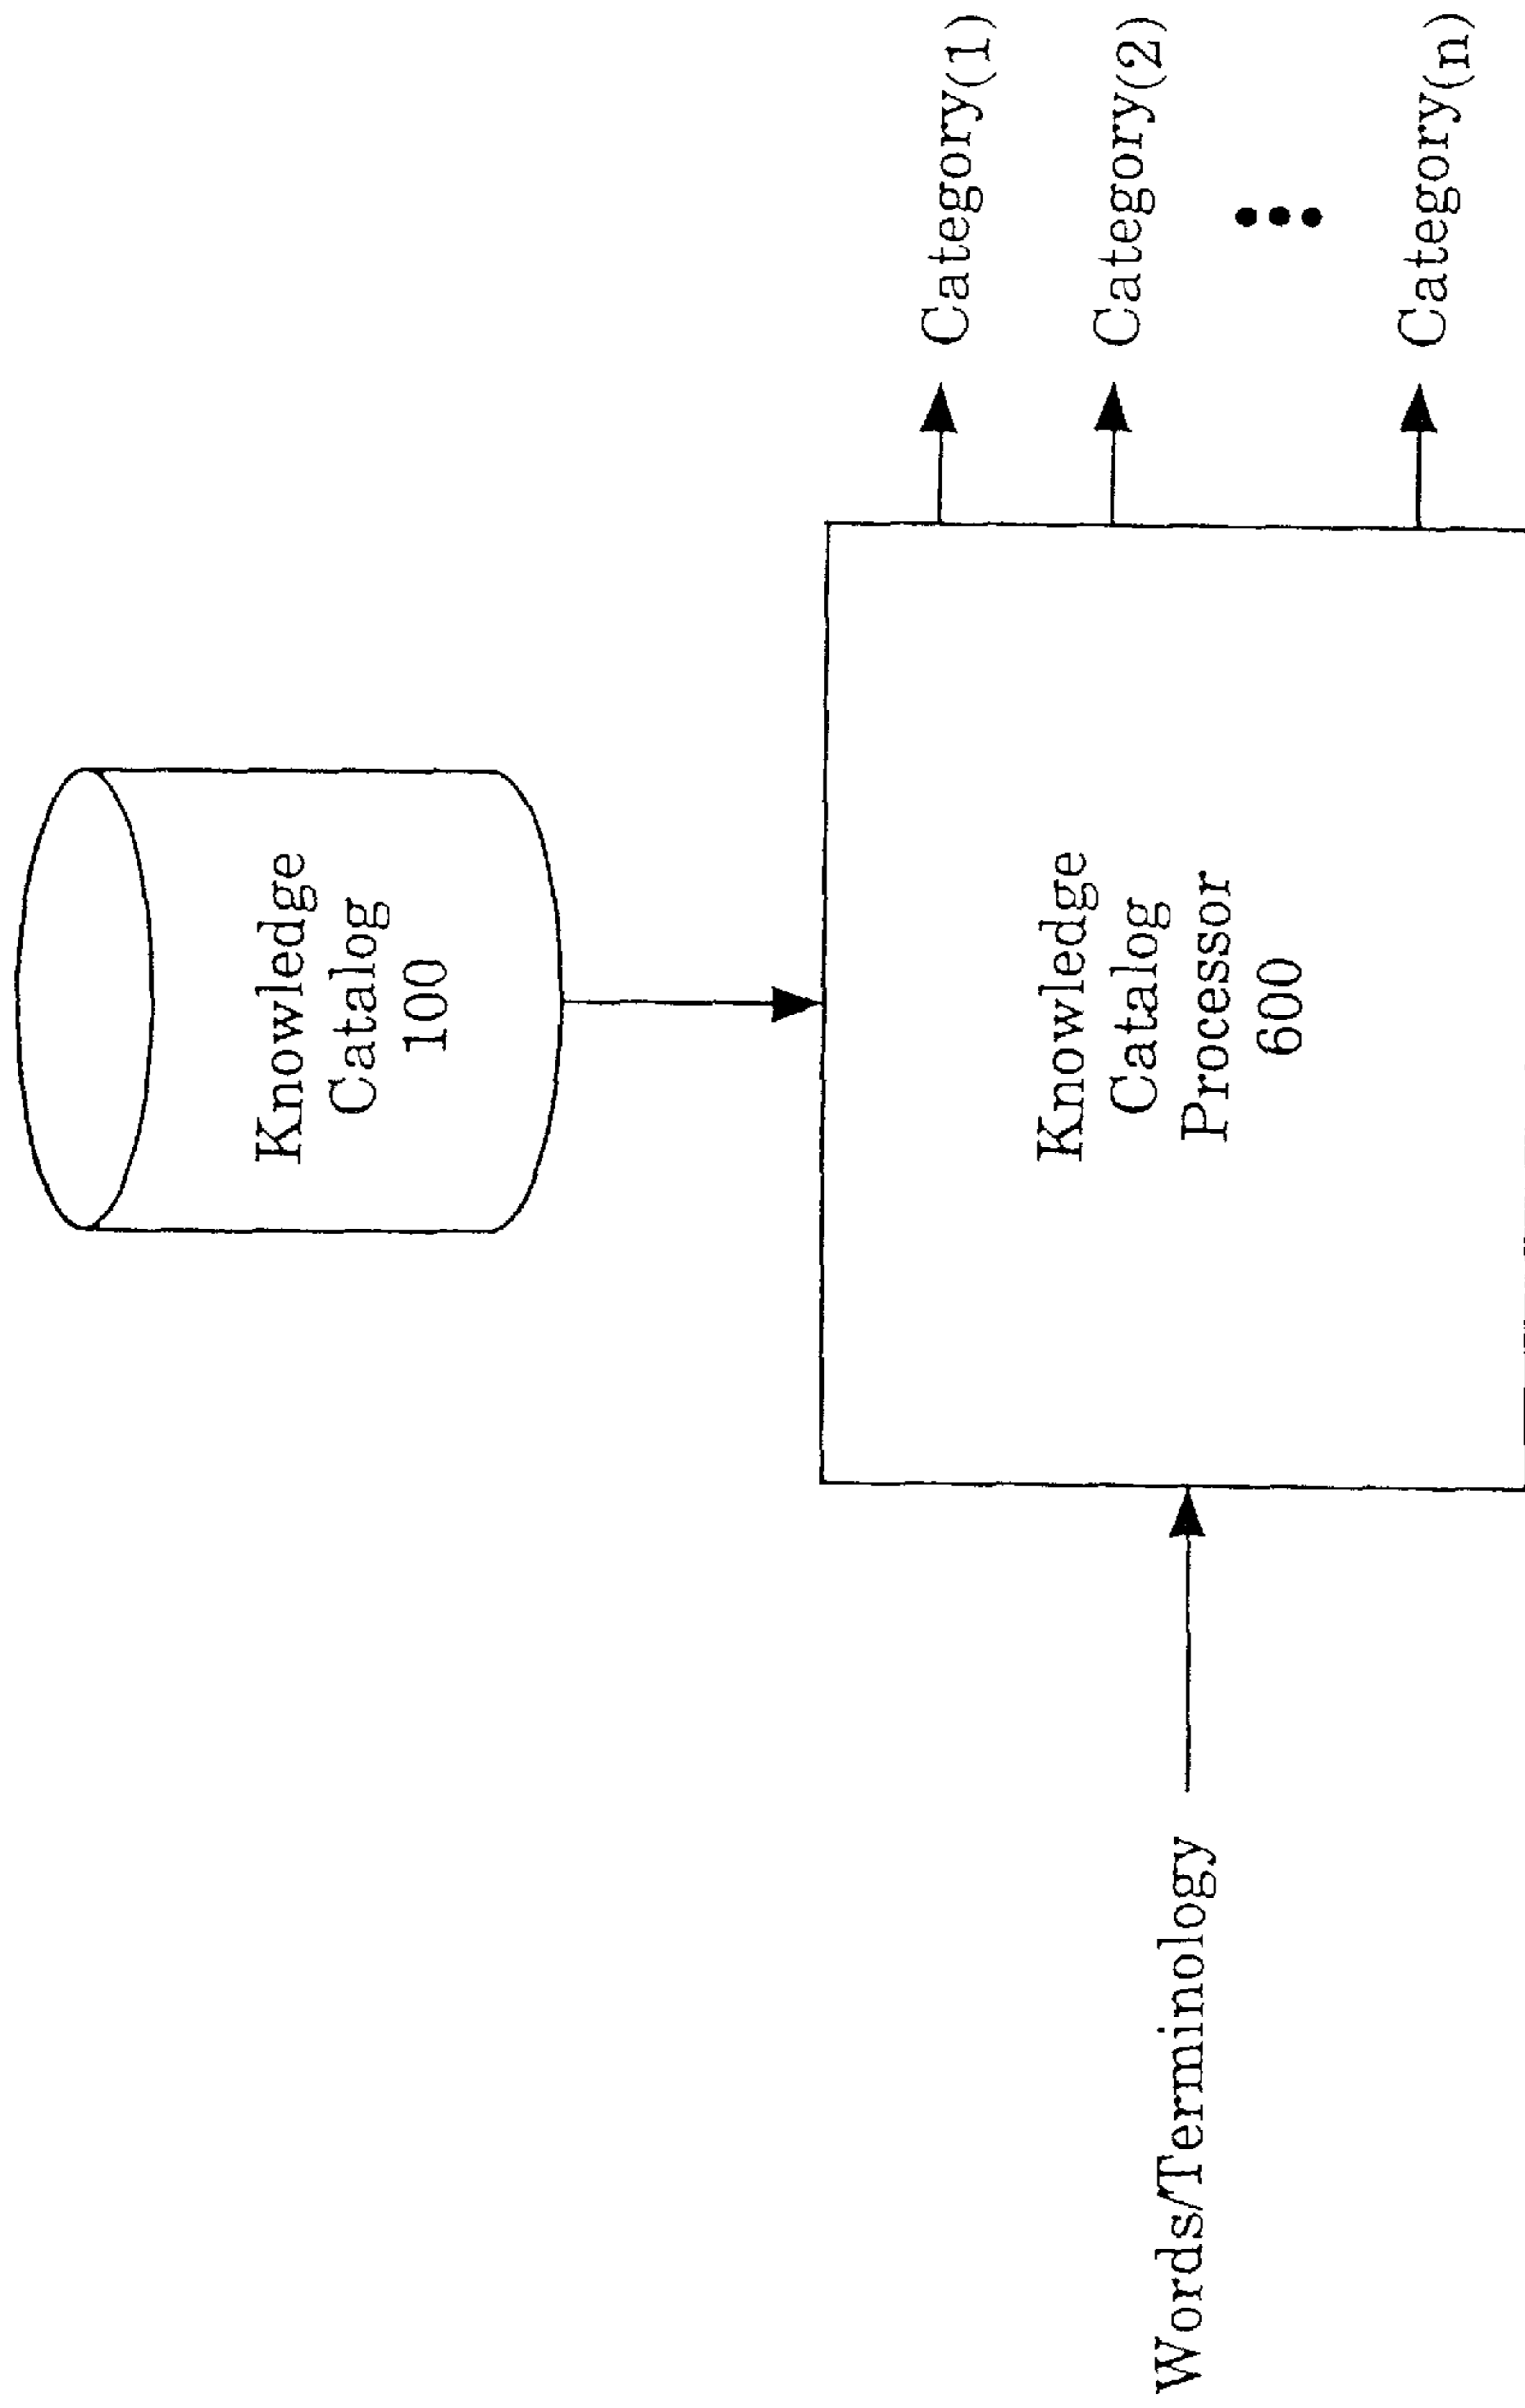 Knowledge
Catalog
100
Words/Terminology
Knowledge
Catalog
Processor
600
Category(1)
Category(2)
Category(n)